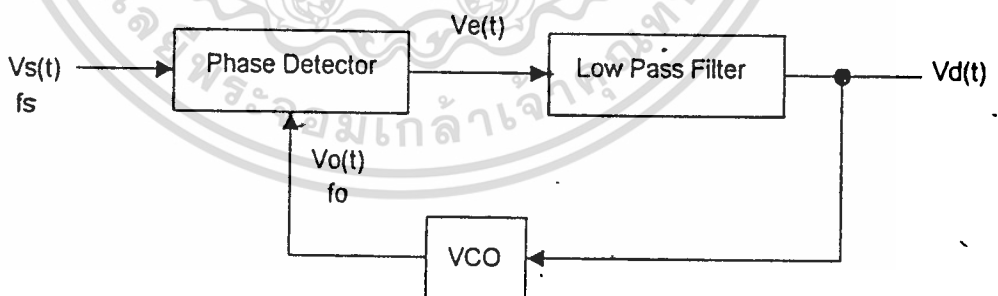 Ve(t)
Vs(t)
fs
Phase Detector
Low Pass Filter
Vd(t)
Vo(t)
fo
VCO